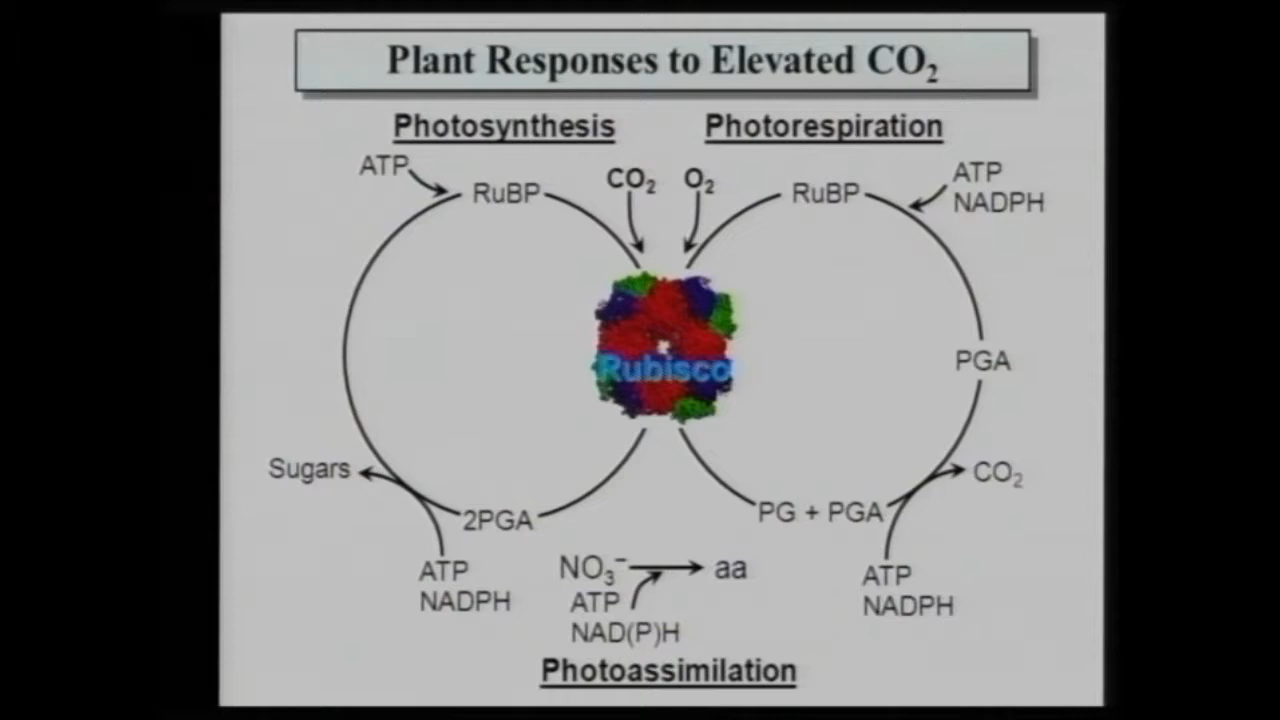 Plant Responses to Elevated CO₂
Photosynthesis
Photorespiration
ATP
RuBP
CO₂
O₂
RuBP
ATP
NADPH
Rubisco
PGA
Sugars
CO₂
2PGA
PG + PGA
ATP
NADPH
NO₃⁻
aa
ATP
NAD(P)H
ATP
NADPH
Photoassimilation